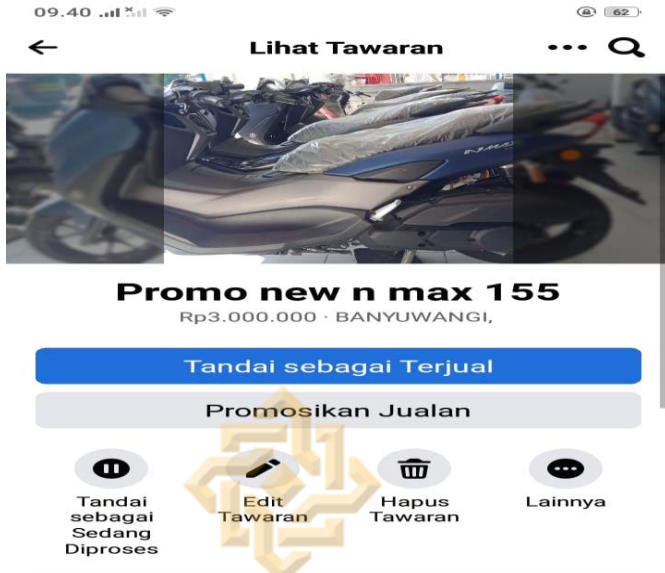 09.40
62
Lihat Tawaran
NMAX
Promo new n max 155
Rp3.000.000 · BANYUWANGI,
Tandai sebagai Terjual
Promosikan Jualan
Tandai
sebagai
Sedang
Diproses
Edit
Tawaran
Hapus
Tawaran
Lainnya